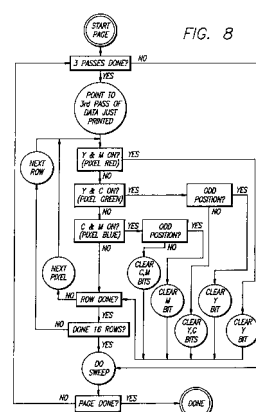 START
PAGE
FIG. 8
3 PASSES DONE?
NO
YES
POINT TO
3rd PASS OF
DATA JUST
PRINTED
NEXT
ROW
Y & M ON?
(PIXEL RED)
YES
NO
Y & C ON?
(PIXEL GREEN)
YES
ODD
POSITION?
YES
NO
NO
C & M ON?
(PIXEL BLUE)
YES
ODD
POSITION?
YES
NO
NO
NEXT
PIXEL
CLEAR
C,M
BITS
CLEAR
M
BIT
CLEAR
Y,C
BITS
CLEAR
Y
BIT
NO
ROW DONE?
YES
NO
DONE 16 ROWS?
YES
DO
SWEEP
NO
PAGE DONE?
YES
DONE